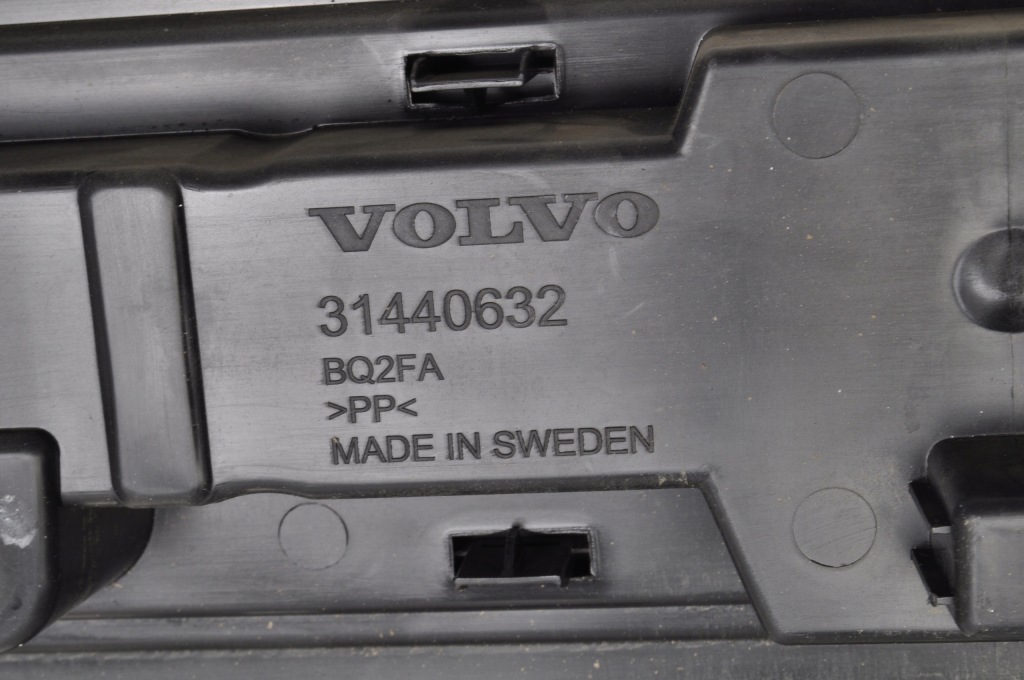 VOLVO
31440632
BQ2FA
>PP<
MADE IN SWEDEN